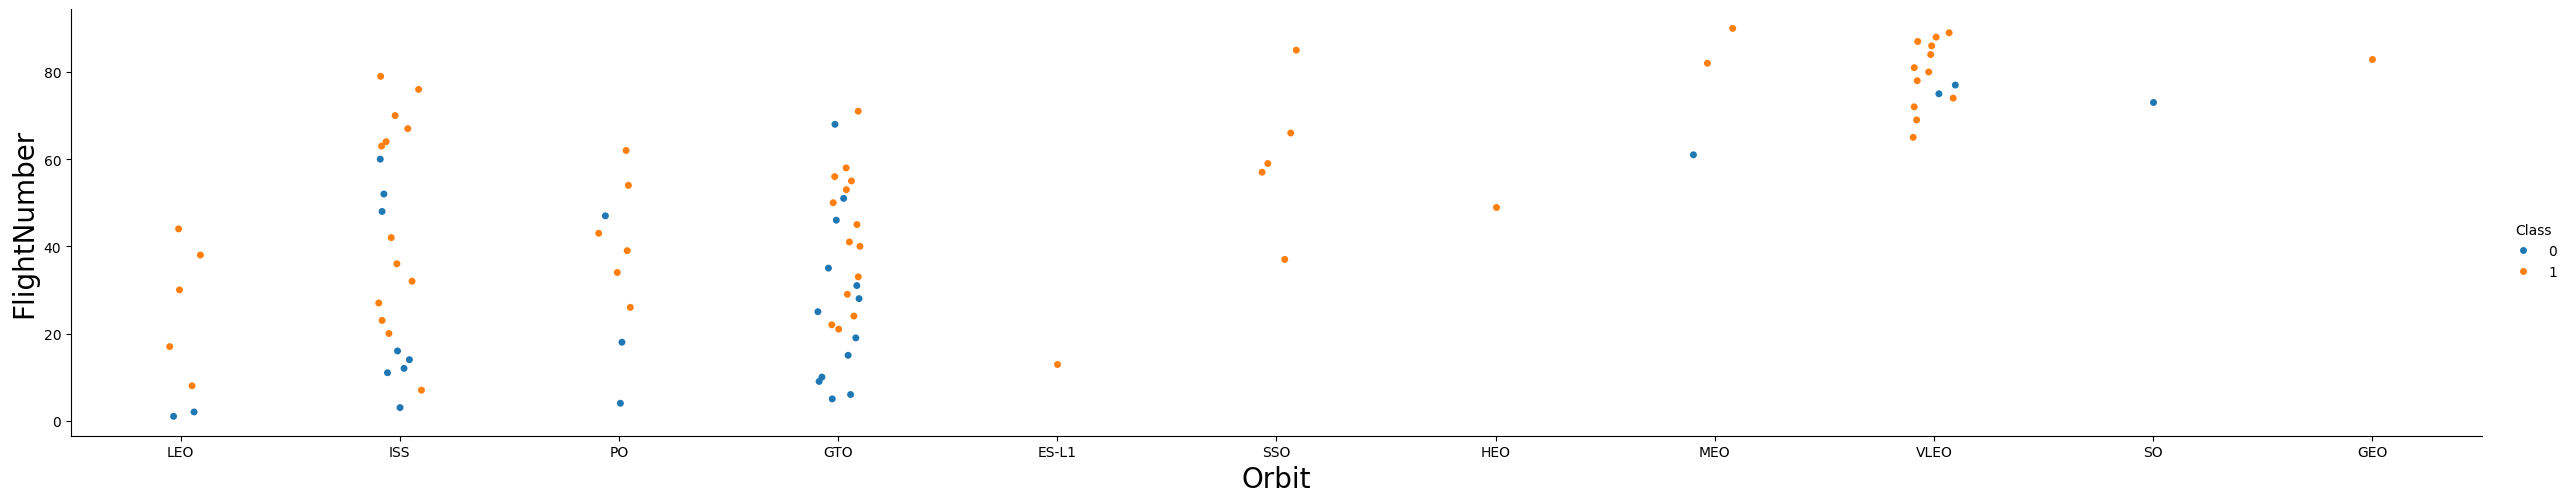 FlightNumber
80
60
40
20
0
LEO ISS PO GTO ES-L1 SSO HEO MEO VLEO SO GEO
Orbit
Class
0
1